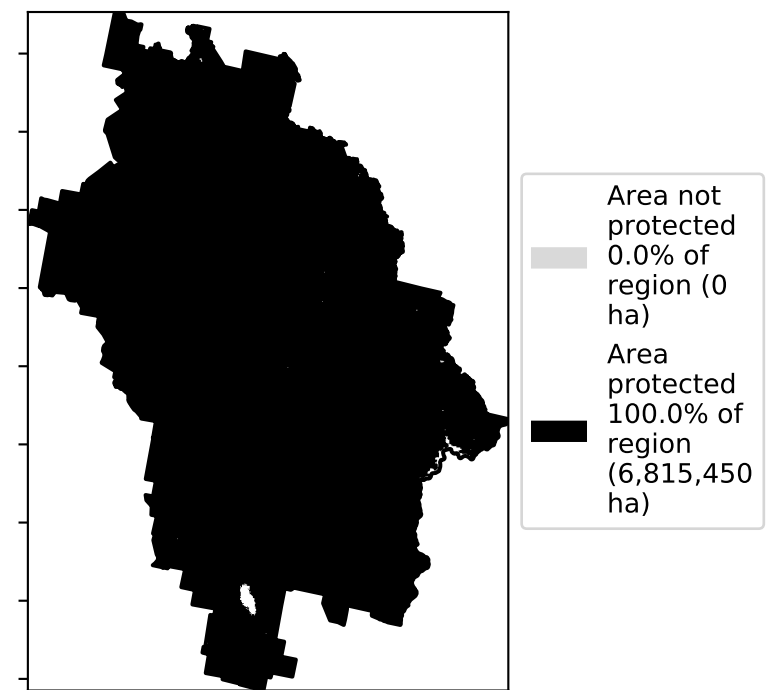 Area not
protected
0.0% of
region (0
ha)
Area
protected
100.0% of
region
(6,815,450
ha)